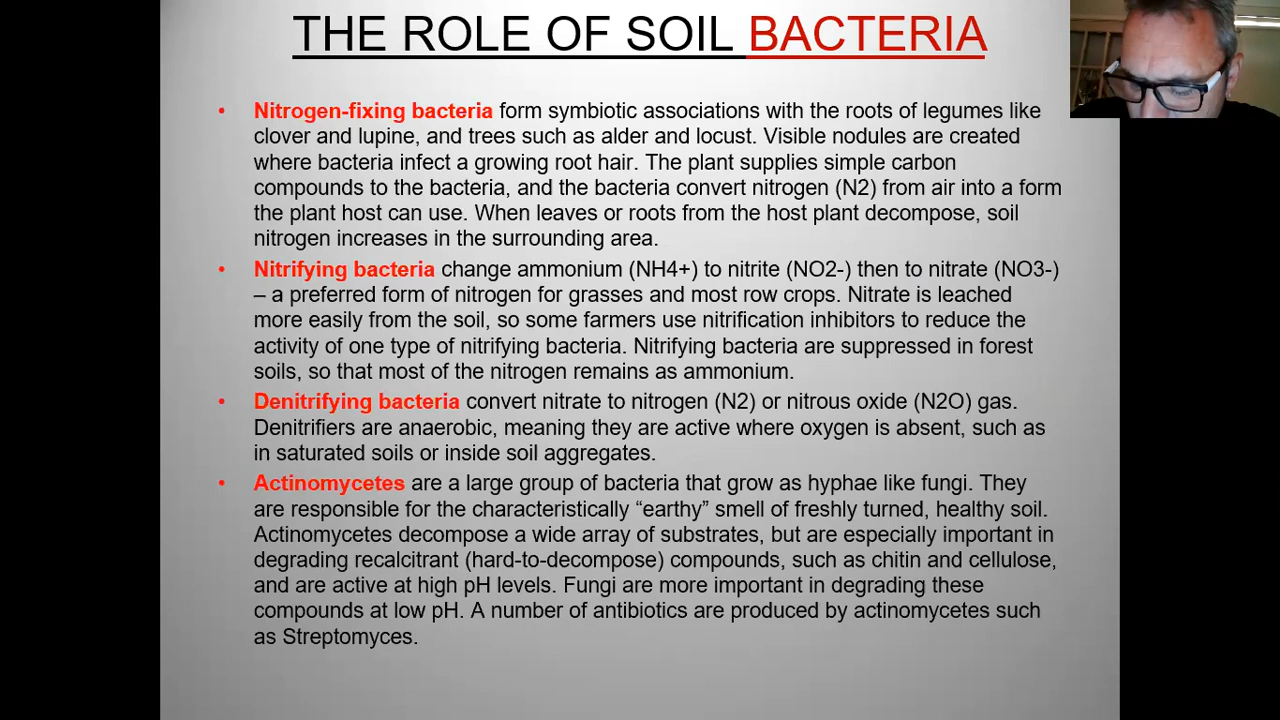 THE ROLE OF SOIL BACTERIA
• Nitrogen-fixing bacteria form symbiotic associations with the roots of legumes like
clover and lupine, and trees such as alder and locust. Visible nodules are created
where bacteria infect a growing root hair. The plant supplies simple carbon
compounds to the bacteria, and the bacteria convert nitrogen (N2) from air into a form
the plant host can use. When leaves or roots from the host plant decompose, soil
nitrogen increases in the surrounding area.
• Nitrifying bacteria change ammonium (NH4+) to nitrite (NO2-) then to nitrate (NO3-)
– a preferred form of nitrogen for grasses and most row crops. Nitrate is leached
more easily from the soil, so some farmers use nitrification inhibitors to reduce the
activity of one type of nitrifying bacteria. Nitrifying bacteria are suppressed in forest
soils, so that most of the nitrogen remains as ammonium.
• Denitrifying bacteria convert nitrate to nitrogen (N2) or nitrous oxide (N2O) gas.
Denitrifiers are anaerobic, meaning they are active where oxygen is absent, such as
in saturated soils or inside soil aggregates.
• Actinomycetes are a large group of bacteria that grow as hyphae like fungi. They
are responsible for the characteristically “earthy” smell of freshly turned, healthy soil.
Actinomycetes decompose a wide array of substrates, but are especially important in
degrading recalcitrant (hard-to-decompose) compounds, such as chitin and cellulose,
and are active at high pH levels. Fungi are more important in degrading these
compounds at low pH. A number of antibiotics are produced by actinomycetes such
as Streptomyces.